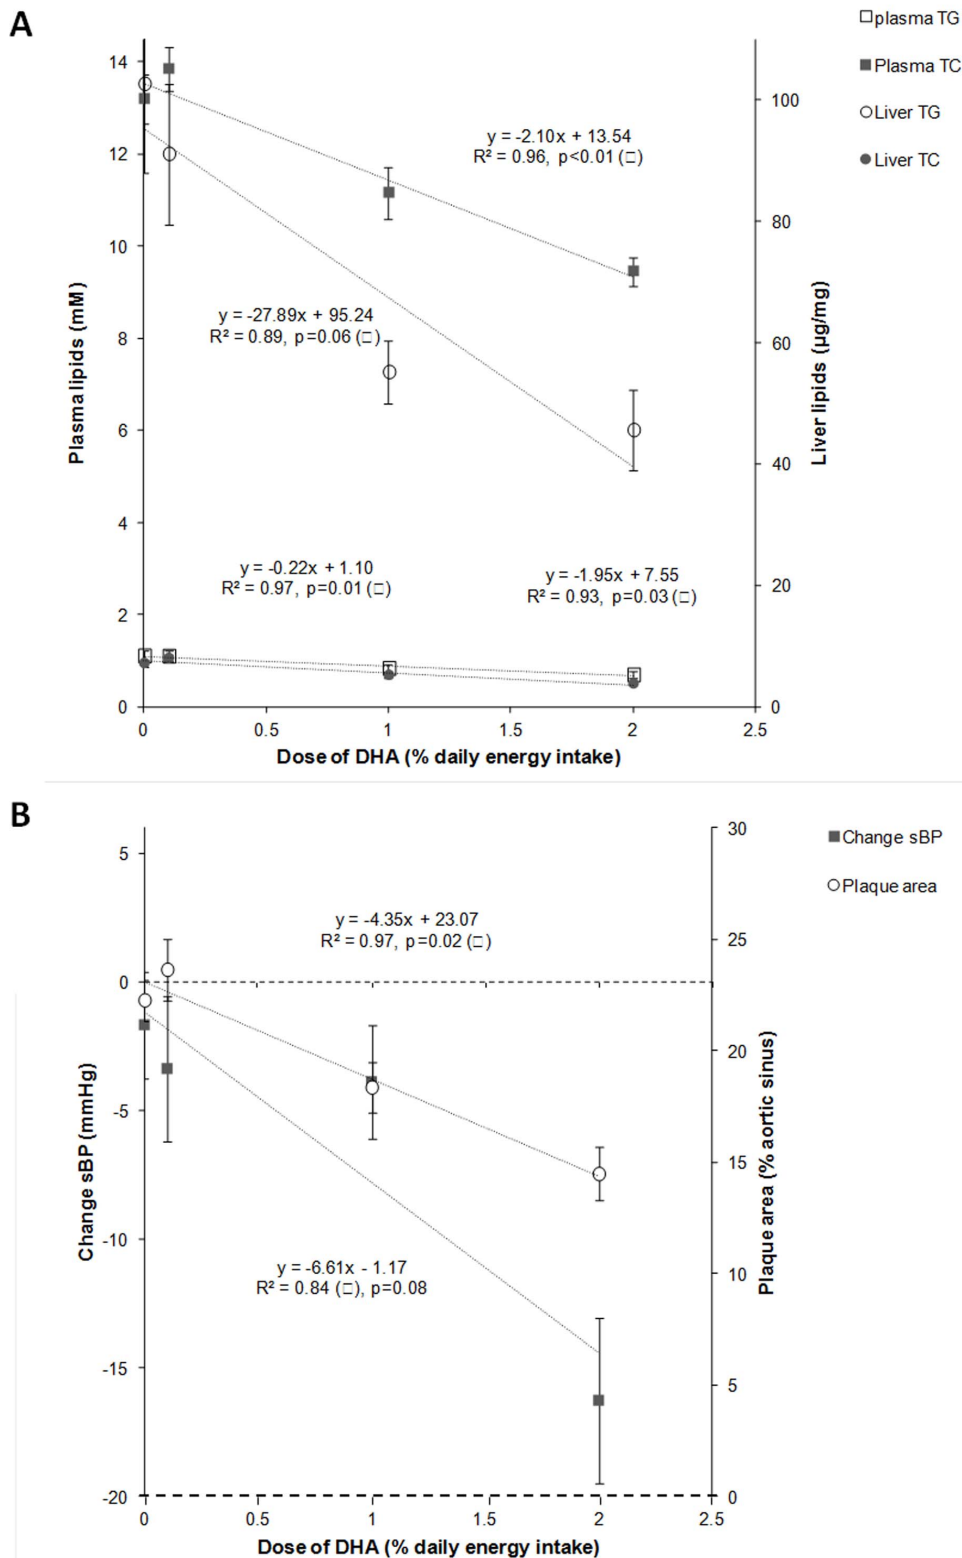 A
plasma TG
Plasma TC
Liver TG
Liver TC
14
12
10
8
6
4
2
0
Plasma lipids (mM)
100
80
60
40
20
0
Liver lipids (µg/mg)
y = -2.10x + 13.54
R² = 0.96, p<0.01 (□)
y = -27.89x + 95.24
R² = 0.89, p=0.06 (□)
y = -0.22x + 1.10
R² = 0.97, p=0.01 (□)
y = -1.95x + 7.55
R² = 0.93, p=0.03 (□)
0 0.5 1 1.5 2 2.5
Dose of DHA (% daily energy intake)
B
Change sBP
Plaque area
5
0
-5
-10
-15
-20
Change sBP (mmHg)
30
25
20
15
10
5
0
Plaque area (% aortic sinus)
y = -4.35x + 23.07
R² = 0.97, p=0.02 (□)
y = -6.61x - 1.17
R² = 0.84 (□), p=0.08
0 0.5 1 1.5 2 2.5
Dose of DHA (% daily energy intake)